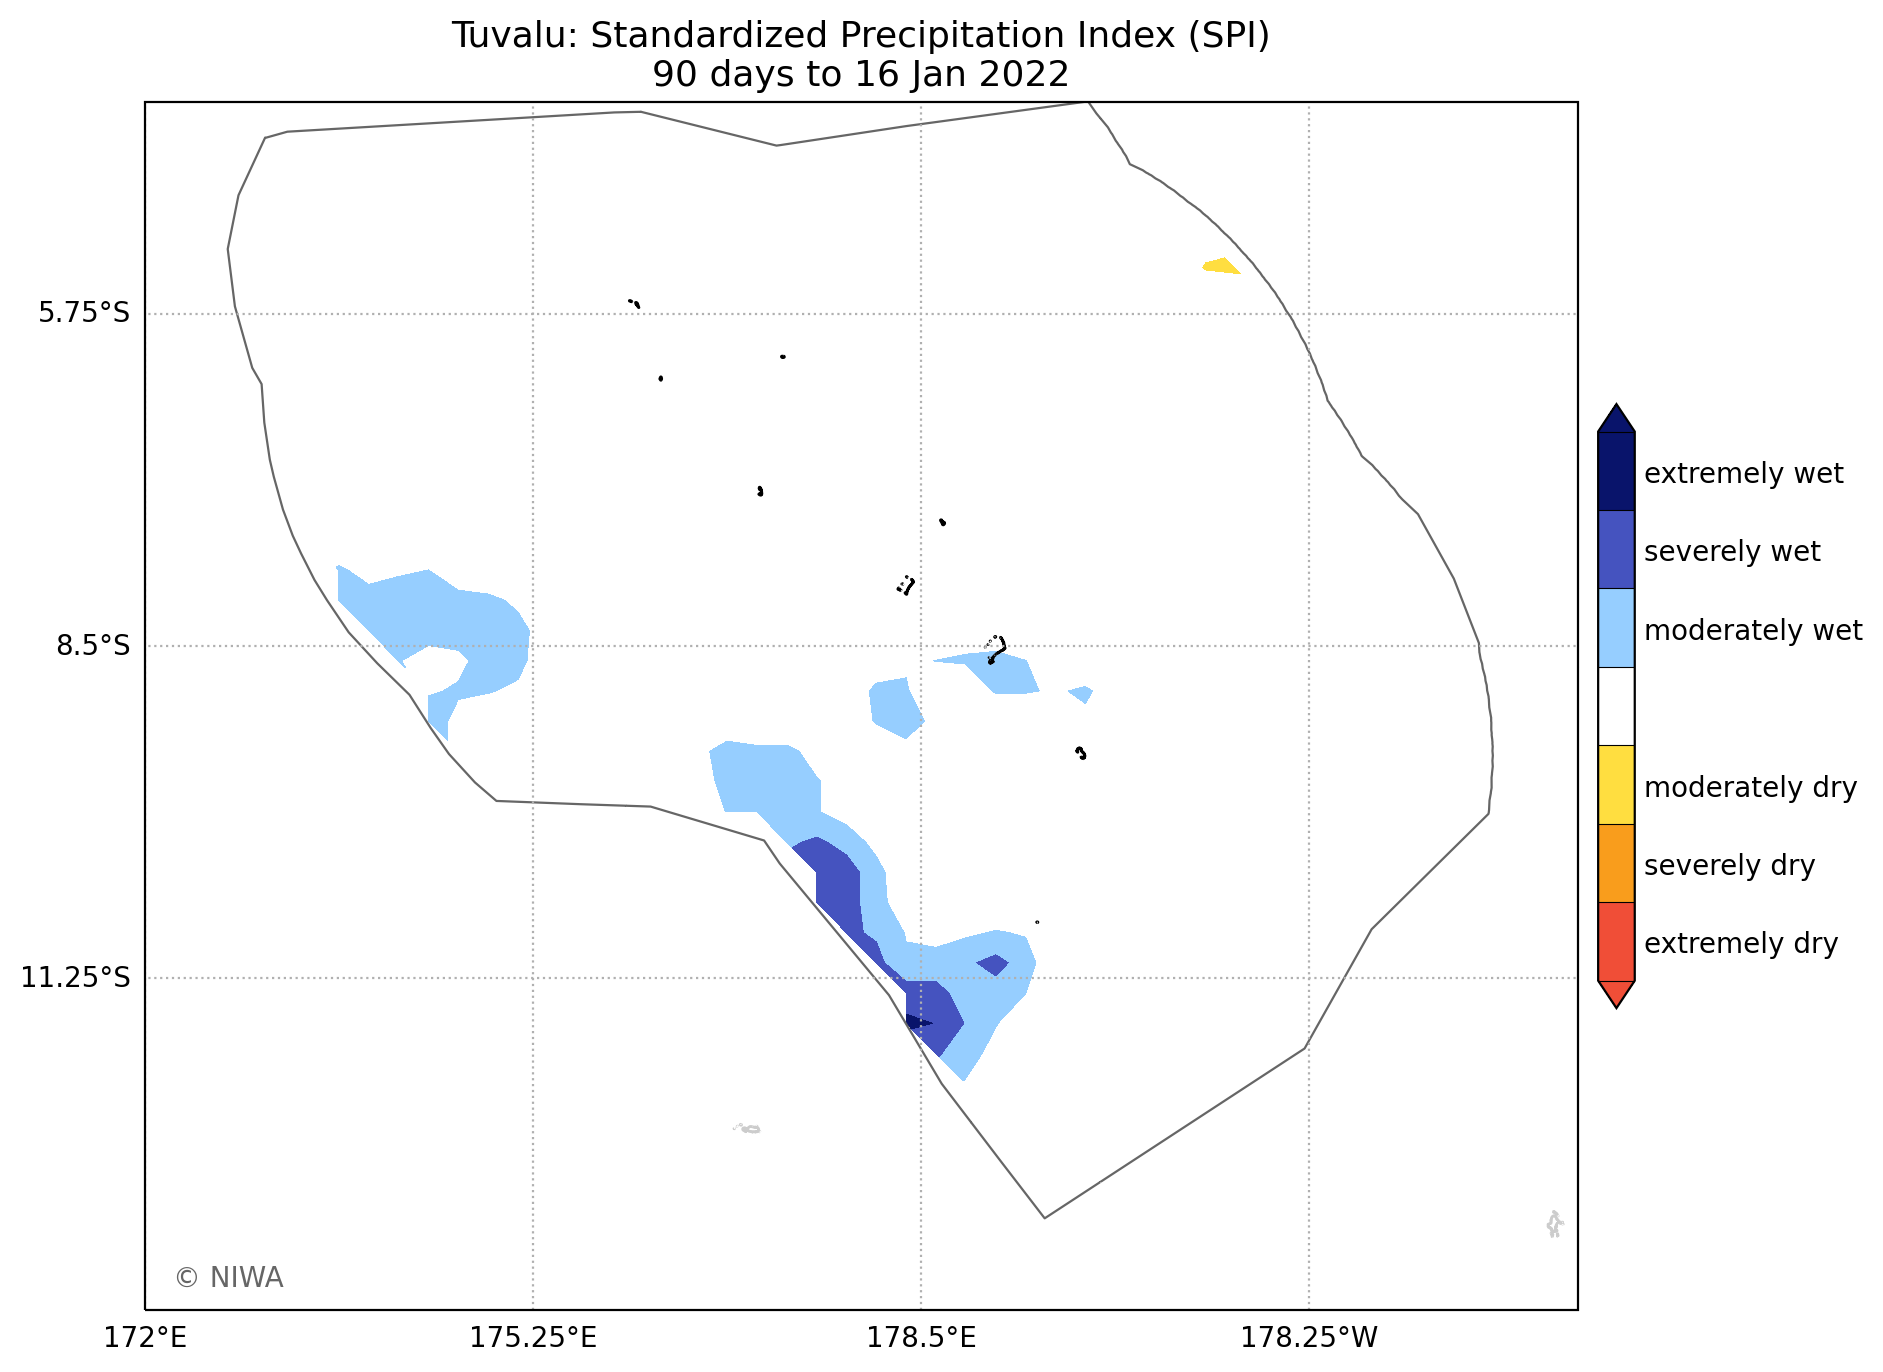 Tuvalu: Standardized Precipitation Index (SPI)
90 days to 16 Jan 2022
5.75°S
8.5°S
11.25°S
172°E
175.25°E
178.5°E
178.25°W
extremely wet
severely wet
moderately wet
moderately dry
severely dry
extremely dry
© NIWA